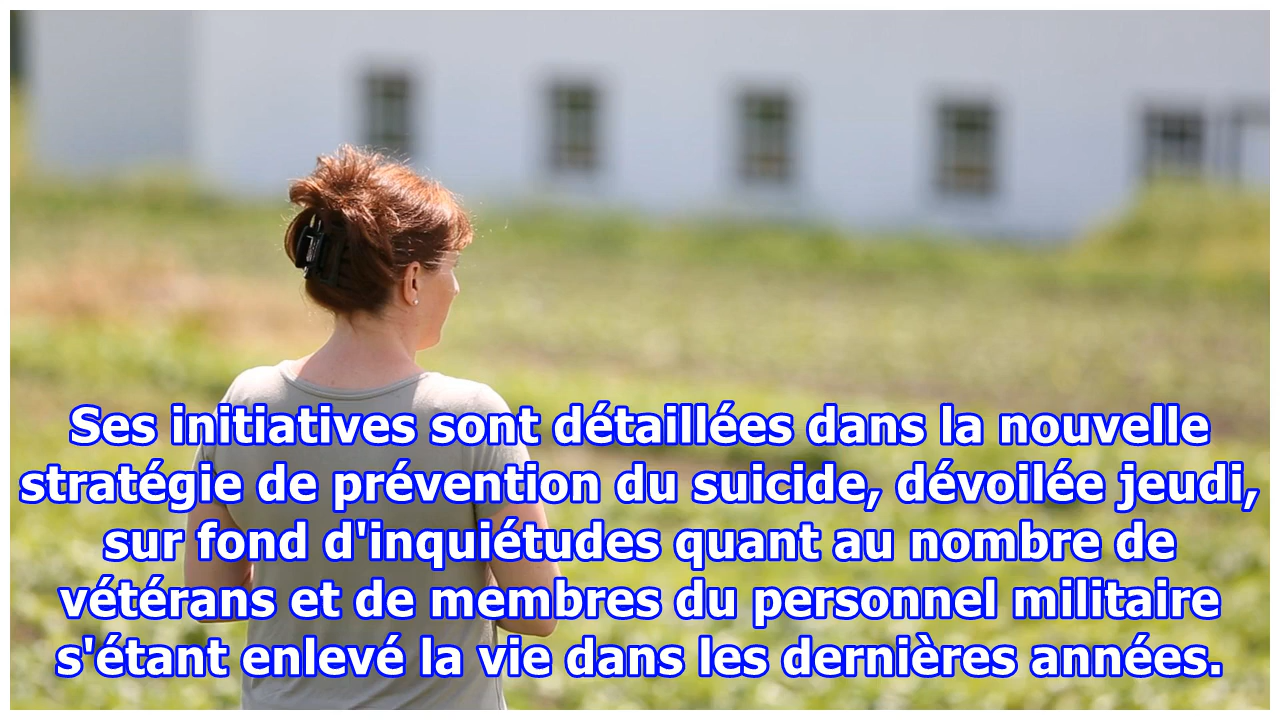 Ses initiatives sont détaillées dans la nouvelle
stratégie de prévention du suicide, dévoilée jeudi,
sur fond d'inquiétudes quant au nombre de
vétérans et de membres du personnel militaire
s'étant enlevé la vie dans les dernières années.